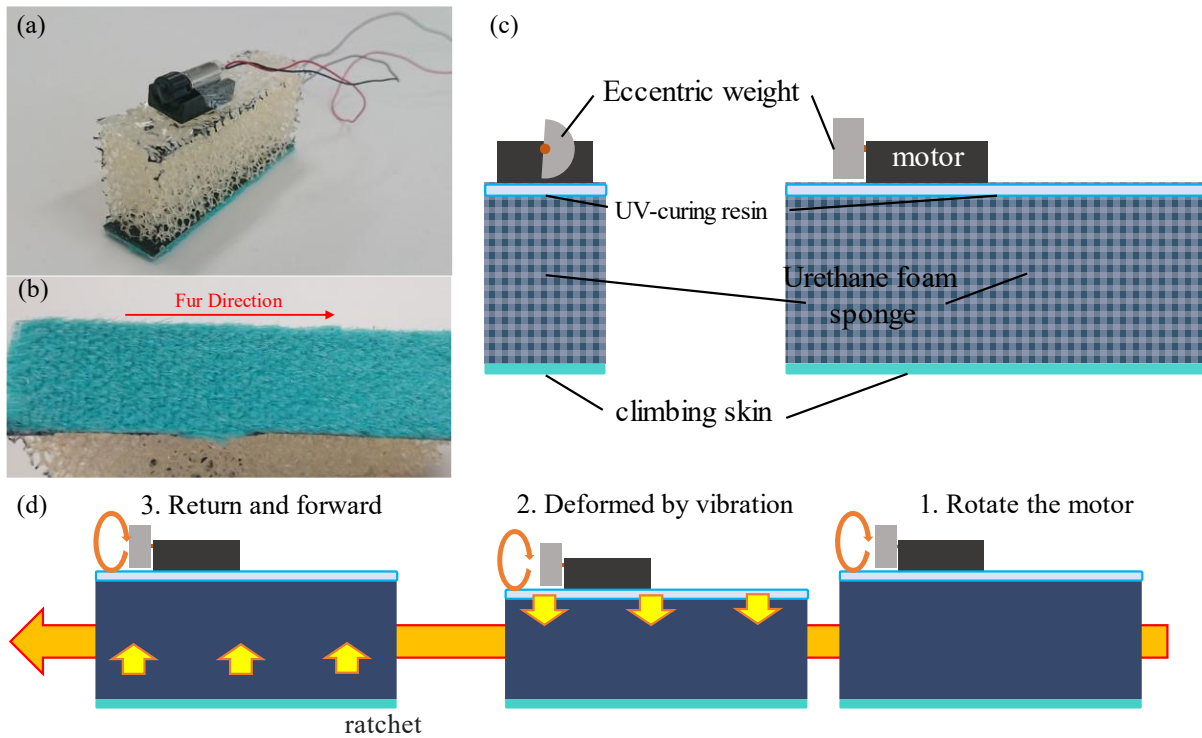 (a)
(b)
Fur Direction
(c)
Eccentric weight
motor
UV-curing resin
Urethane foam
sponge
climbing skin
(d)
3. Return and forward
2. Deformed by vibration
1. Rotate the motor
ratchet